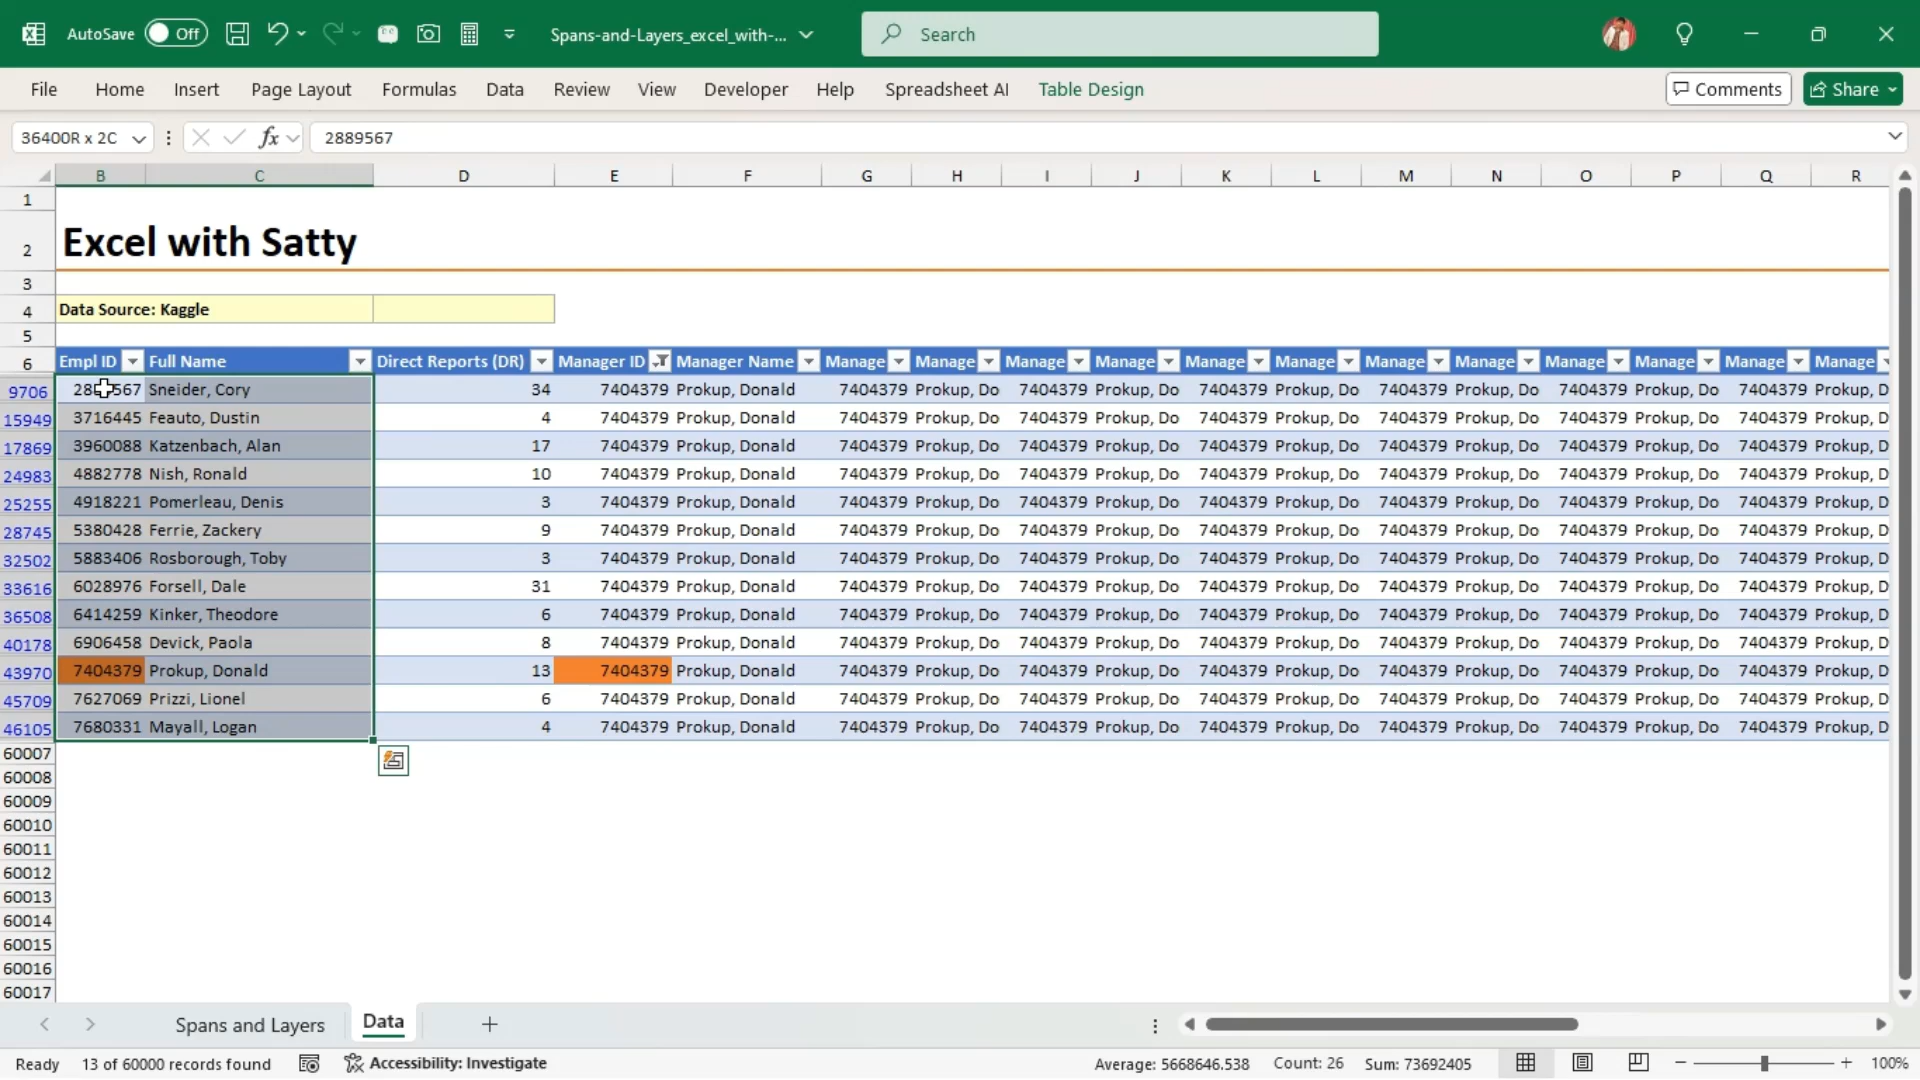 AutoSave Off Spans-and-Layers_excel_with-... Search
File Home Insert Page Layout Formulas Data Review View Developer Help Spreadsheet AI Table Design Comments Share
36400R x 2C fx 2889567
B C D E F G H I J K L M N O P Q R
1
2 Excel with Satty
3
4 Data Source: Kaggle
5
6 Empl ID Full Name Direct Reports (DR) Manager ID Manager Name Manage Manage Manage Manage Manage Manage Manage Manage Manage Manage Manage Manage
9706 Sneider, Cory 34 7404379 Prokup, Donald 7404379 Prokup, Do 7404379 Prokup, Do 7404379 Prokup, Do 7404379 Prokup, Do 7404379 Prokup, Do 7404379 Prokup, D
15949 3716445 Feauto, Dustin 4 7404379 Prokup, Donald 7404379 Prokup, Do 7404379 Prokup, Do 7404379 Prokup, Do 7404379 Prokup, Do 7404379 Prokup, Do 7404379 Prokup, D
17869 3960088 Katzenbach, Alan 17 7404379 Prokup, Donald 7404379 Prokup, Do 7404379 Prokup, Do 7404379 Prokup, Do 7404379 Prokup, Do 7404379 Prokup, Do 7404379 Prokup, D
24983 4882778 Nish, Ronald 10 7404379 Prokup, Donald 7404379 Prokup, Do 7404379 Prokup, Do 7404379 Prokup, Do 7404379 Prokup, Do 7404379 Prokup, Do 7404379 Prokup, D
25255 4918221 Pomerleau, Denis 3 7404379 Prokup, Donald 7404379 Prokup, Do 7404379 Prokup, Do 7404379 Prokup, Do 7404379 Prokup, Do 7404379 Prokup, Do 7404379 Prokup, D
28745 5380428 Ferrie, Zackery 9 7404379 Prokup, Donald 7404379 Prokup, Do 7404379 Prokup, Do 7404379 Prokup, Do 7404379 Prokup, Do 7404379 Prokup, Do 7404379 Prokup, D
32502 5883406 Rosborough, Toby 3 7404379 Prokup, Donald 7404379 Prokup, Do 7404379 Prokup, Do 7404379 Prokup, Do 7404379 Prokup, Do 7404379 Prokup, Do 7404379 Prokup, D
33616 6028976 Forsell, Dale 31 7404379 Prokup, Donald 7404379 Prokup, Do 7404379 Prokup, Do 7404379 Prokup, Do 7404379 Prokup, Do 7404379 Prokup, Do 7404379 Prokup, D
36508 6414259 Kinker, Theodore 6 7404379 Prokup, Donald 7404379 Prokup, Do 7404379 Prokup, Do 7404379 Prokup, Do 7404379 Prokup, Do 7404379 Prokup, Do 7404379 Prokup, D
40178 6906458 Devick, Paola 8 7404379 Prokup, Donald 7404379 Prokup, Do 7404379 Prokup, Do 7404379 Prokup, Do 7404379 Prokup, Do 7404379 Prokup, Do 7404379 Prokup, D
43970 7404379 Prokup, Donald 13 7404379 Prokup, Donald 7404379 Prokup, Do 7404379 Prokup, Do 7404379 Prokup, Do 7404379 Prokup, Do 7404379 Prokup, Do 7404379 Prokup, D
45709 7627069 Prizzi, Lionel 6 7404379 Prokup, Donald 7404379 Prokup, Do 7404379 Prokup, Do 7404379 Prokup, Do 7404379 Prokup, Do 7404379 Prokup, Do 7404379 Prokup, D
46105 7680331 Mayall, Logan 4 7404379 Prokup, Donald 7404379 Prokup, Do 7404379 Prokup, Do 7404379 Prokup, Do 7404379 Prokup, Do 7404379 Prokup, Do 7404379 Prokup, D
60007
60008
60009
60010
60011
60012
60013
60014
60015
60016
60017
Spans and Layers Data
Ready 13 of 60000 records found Accessibility: Investigate Average: 5668646.538 Count: 26 Sum: 73692405 100%